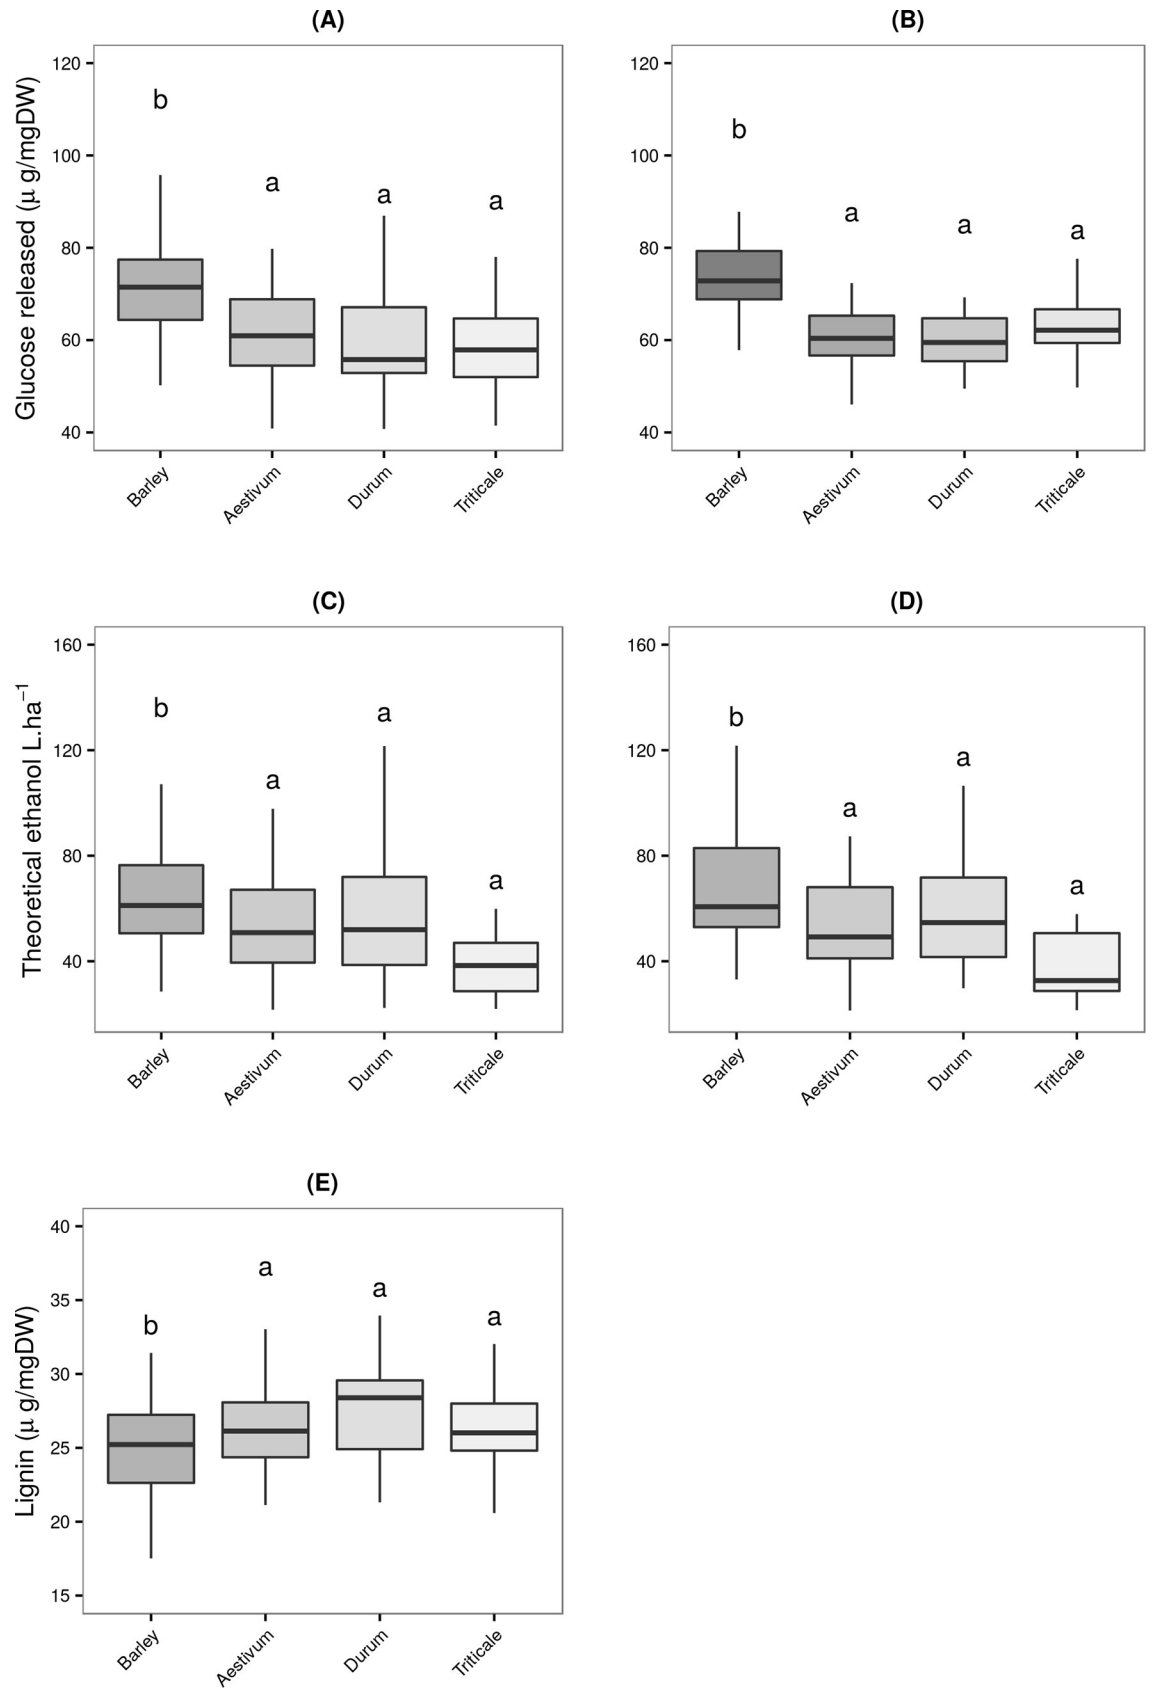 (A)
Glucose released (μ g/mgDW)
120
100
80
60
40
b
a
a
a
Barley
Aestivum
Durum
Triticale
(B)
120
100
80
60
40
b
a
a
a
Barley
Aestivum
Durum
Triticale
(C)
Theoretical ethanol L.ha⁻¹
160
120
80
40
b
a
a
a
Barley
Aestivum
Durum
Triticale
(D)
160
120
80
40
b
a
a
a
Barley
Aestivum
Durum
Triticale
(E)
Lignin (μ g/mgDW)
40
35
30
25
20
15
b
a
a
a
Barley
Aestivum
Durum
Triticale